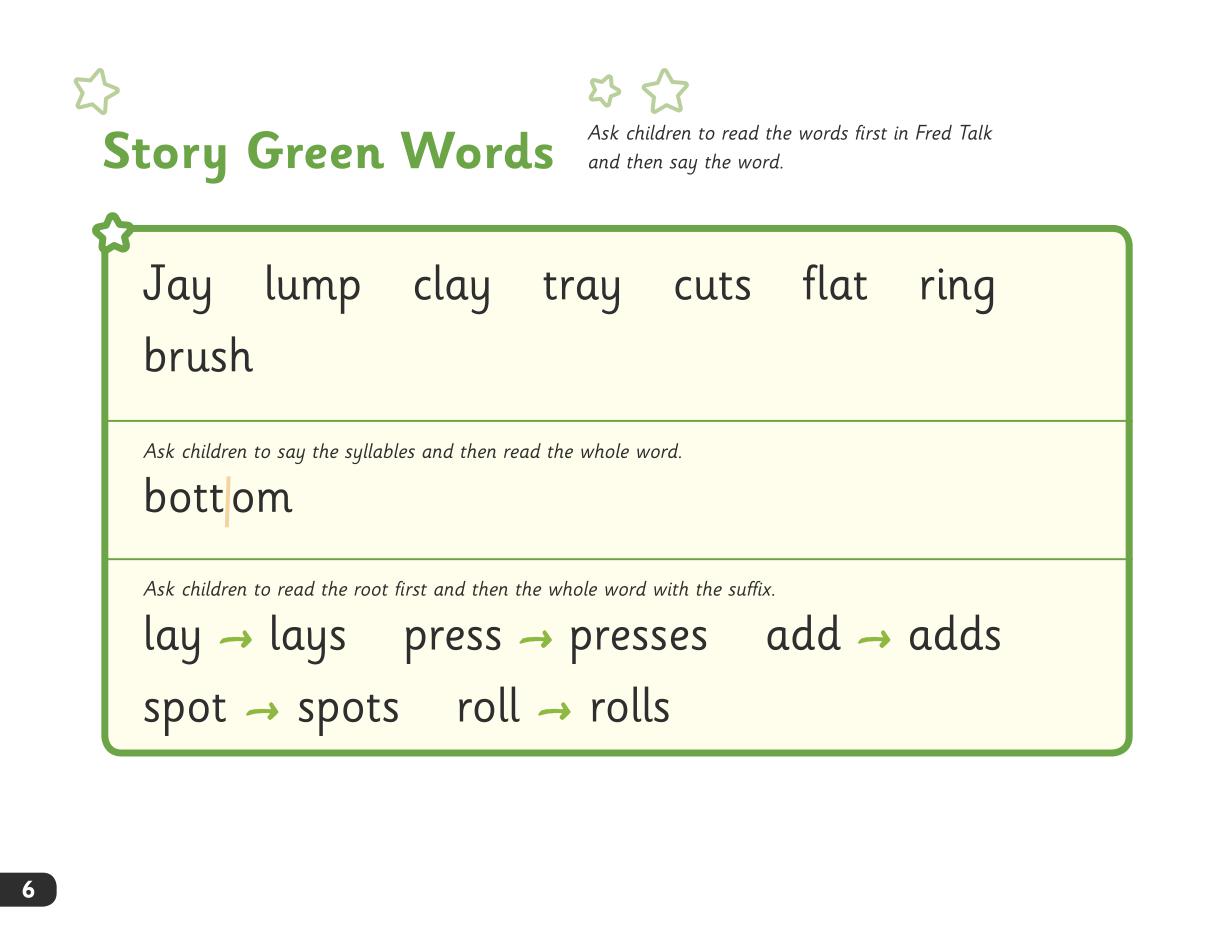 Story Green Words
Ask children to read the words first in Fred Talk
and then say the word.
Jay lump clay tray cuts flat ring
brush
Ask children to say the syllables and then read the whole word.
bott|om
Ask children to read the root first and then the whole word with the suffix.
lay → lays press → presses add → adds
spot → spots roll → rolls
6